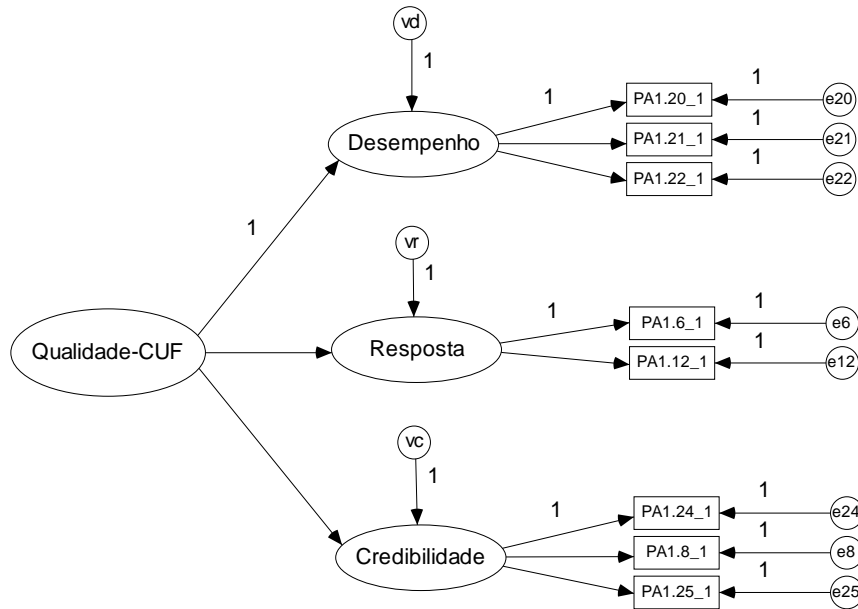 vd
1
1
PA1.20_1
1
e20
Desempenho
PA1.21_1
1
e21
PA1.22_1
1
e22
1
vr
1
1
PA1.6_1
1
e6
Qualidade-CUF
Resposta
PA1.12_1
1
e12
vc
1
1
PA1.24_1
1
e24
Credibilidade
PA1.8_1
1
e8
PA1.25_1
1
e25